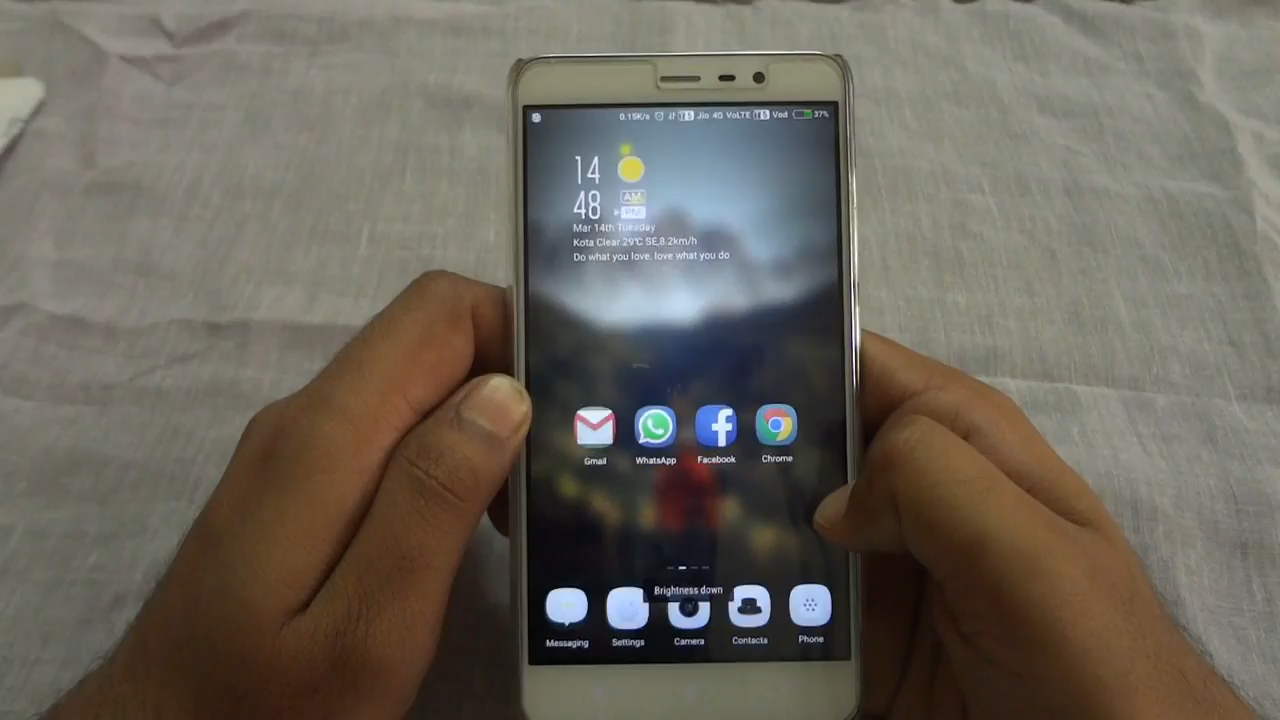 0.15K/s Jio 4G VoLTE Vod 37%
14
48
AM
PM
Mar 14th Tuesday
Kota Clear 29℃ SE,8.2km/h
Do what you love, love what you do
Gmail WhatsApp Facebook Chrome
Brightness down
Messaging Settings Camera Contacts Phone